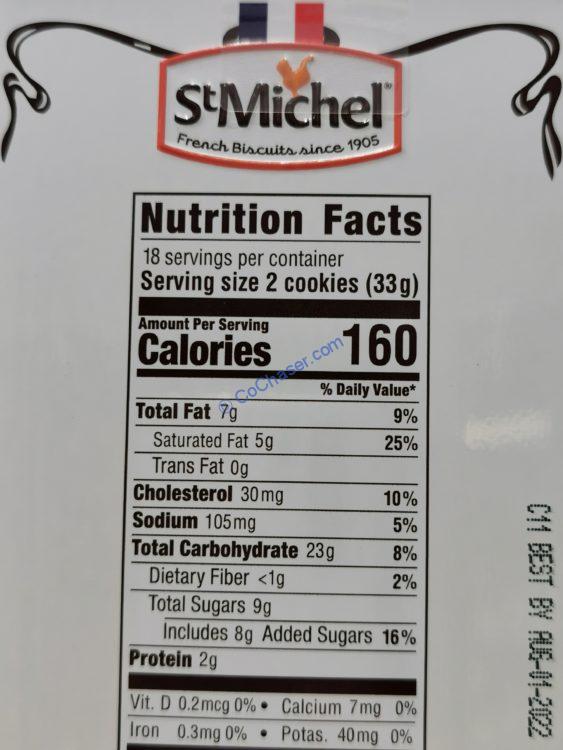 St Michel®
French Biscuits since 1905
Nutrition Facts
18 servings per container
Serving size 2 cookies (33g)
Amount Per Serving
Calories 160
© CoChaser.com
% Daily Value*
Total Fat 7g 9%
Saturated Fat 5g 25%
Trans Fat 0g
Cholesterol 30mg 10%
Sodium 105mg 5%
Total Carbohydrate 23g 8%
Dietary Fiber <1g 2%
Total Sugars 9g
Includes 8g Added Sugars 16%
Protein 2g
Vit. D 0.2mcg 0% • Calcium 7mg 0%
Iron 0.3mg 0% • Potas. 40mg 0%
C11 BEST BY AUG-01-2022